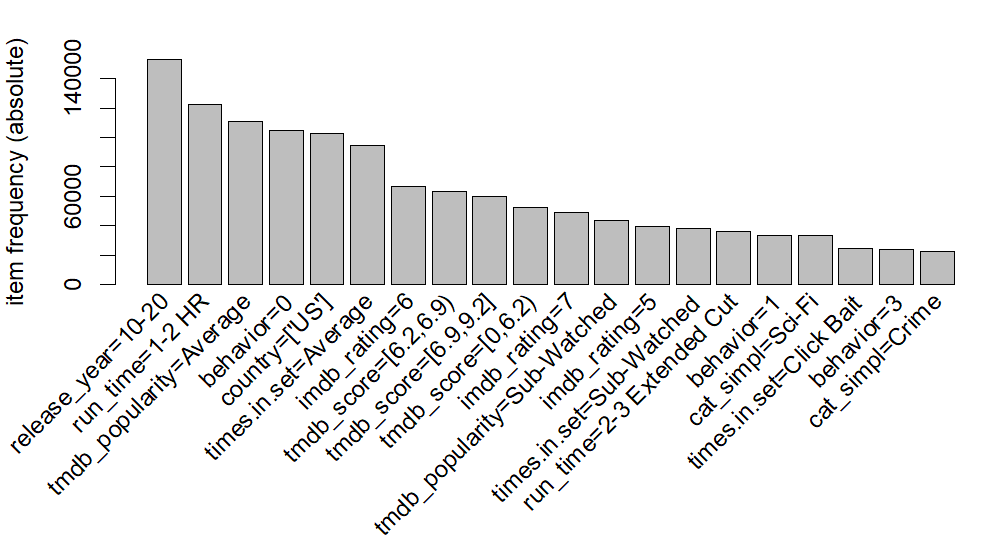 item frequency (absolute)
140000
60000
0
release_year=10-20
run_time=1-2 HR
tmdb_popularity=Average
behavior=0
country=['US']
times.in.set=Average
imdb_rating=6
tmdb_score=[6.2,6.9)
tmdb_score=[6.9,9.2]
tmdb_score=[0,6.2)
imdb_rating=7
tmdb_popularity=Sub-Watched
imdb_rating=5
times.in.set=Sub-Watched
run_time=2-3 Extended Cut
behavior=1
cat_simpl=Sci-Fi
times.in.set=Click Bait
behavior=3
cat_simpl=Crime